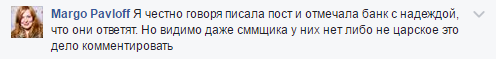 Margo Pavloff Я честно говоря писала пост и отмечала банк с надеждой,
что они ответят. Но видимо даже сммщика у них нет либо не царское это
дело комментировать